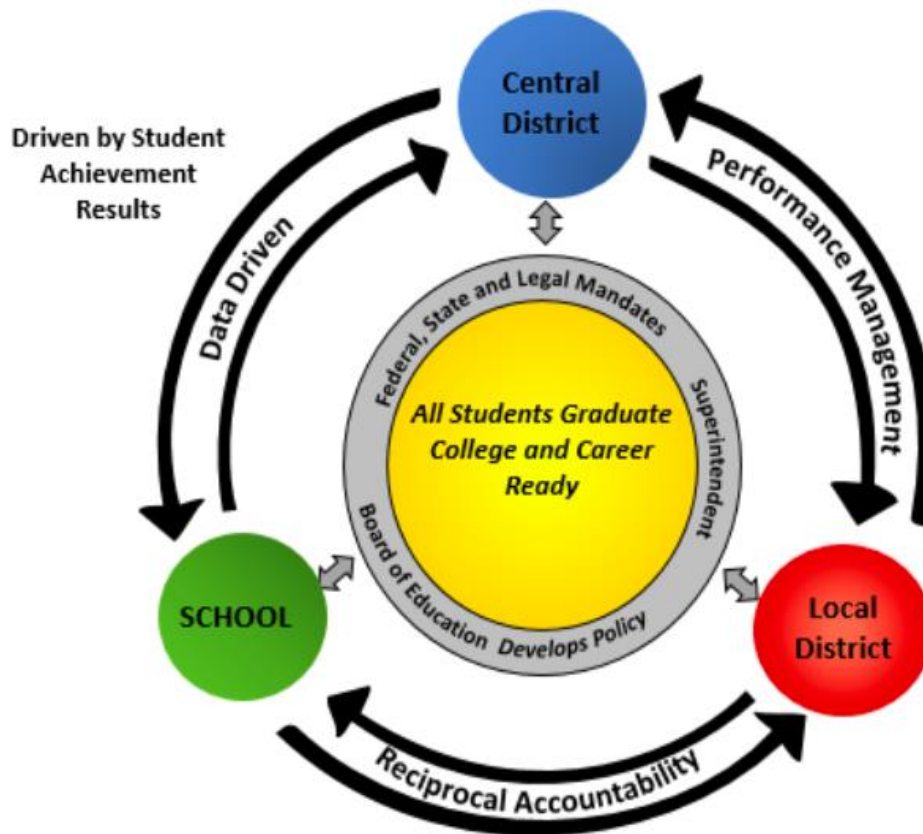 Central
District
Driven by Student
Achievement
Results
Data Driven
Performance Management
Federal, State and Legal Mandates
Superintendent
Board of Education Develops Policy
All Students Graduate
College and Career
Ready
SCHOOL
Local
District
Reciprocal Accountability